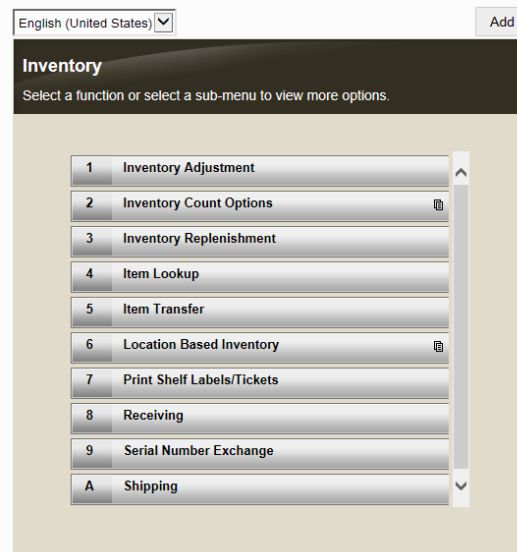 English (United States)
Add
Inventory
Select a function or select a sub-menu to view more options.
1 Inventory Adjustment
2 Inventory Count Options
3 Inventory Replenishment
4 Item Lookup
5 Item Transfer
6 Location Based Inventory
7 Print Shelf Labels/Tickets
8 Receiving
9 Serial Number Exchange
A Shipping